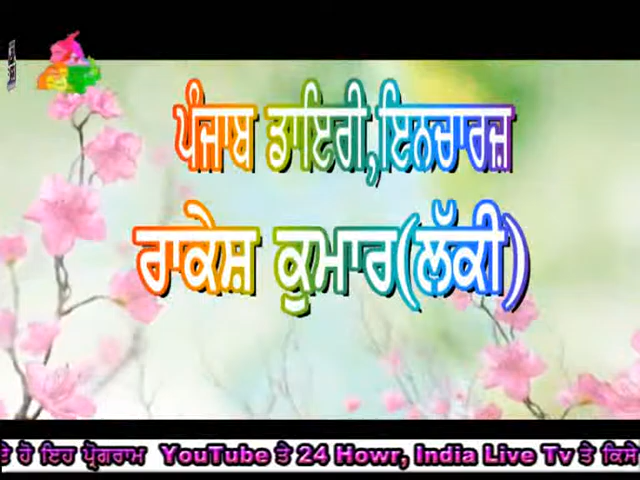 ਪੰਜਾਬ ਡਾਇਰੀ,ਇਨਚਾਰਜ਼
ਰਾਕੇਸ਼ ਕੁਮਾਰ(ਲੱਕੀ)
ਦੇ ਹੋ ਇਹ ਪ੍ਰੋਗਰਾਮ YouTube ਤੇ 24 Howr, India Live Tv ਤੇ ਕਿਸੇ